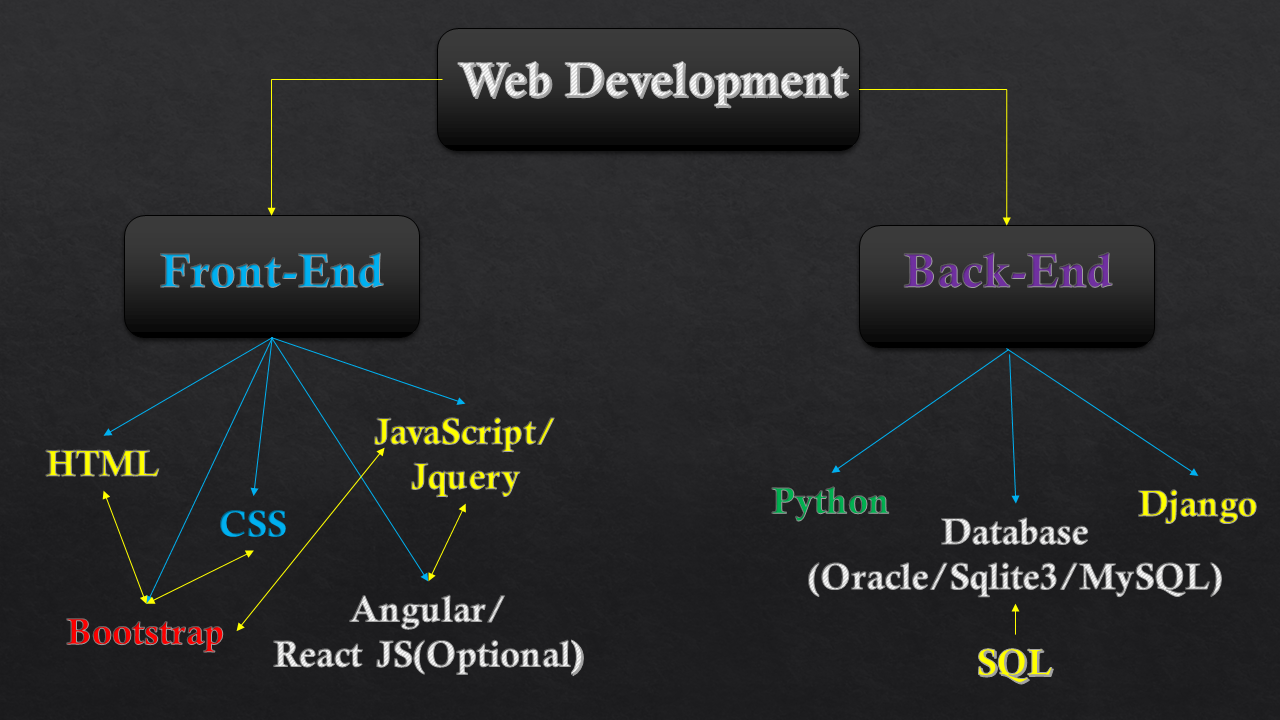 Web Development
Front-End
Back-End
HTML
CSS
JavaScript/
Jquery
Bootstrap
Angular/
React JS(Optional)
Python
Database
(Oracle/Sqlite3/MySQL)
Django
SQL